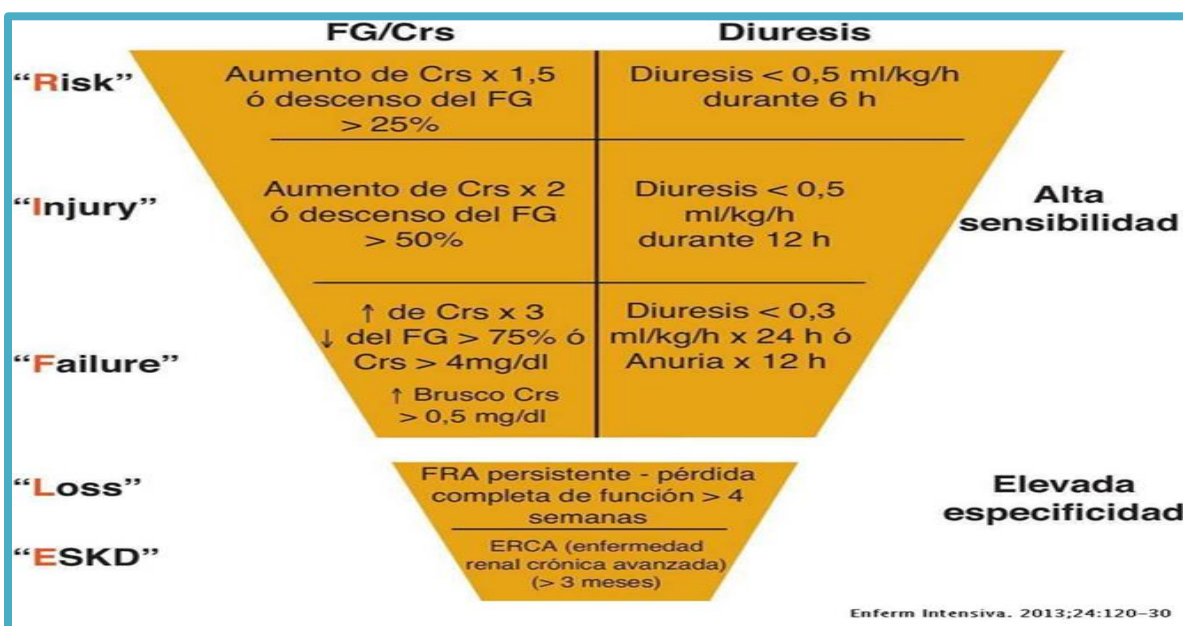 FG/Crs
Diuresis
“Risk”
Aumento de Crs x 1,5
ó descenso del FG
> 25%
Diuresis < 0,5 ml/kg/h
durante 6 h
“Injury”
Aumento de Crs x 2
ó descenso del FG
> 50%
Diuresis < 0,5
ml/kg/h
durante 12 h
Alta
sensibilidad
“Failure”
↑ de Crs x 3
↓ del FG > 75% ó
Crs > 4mg/dl
↑ Brusco Crs
> 0,5 mg/dl
Diuresis < 0,3
ml/kg/h x 24 h ó
Anuria x 12 h
“Loss”
FRA persistente - pérdida
completa de función > 4
semanas
Elevada
especificidad
“ESKD”
ERCA (enfermedad
renal crónica avanzada)
(> 3 meses)
Enferm Intensiva. 2013;24:120–30